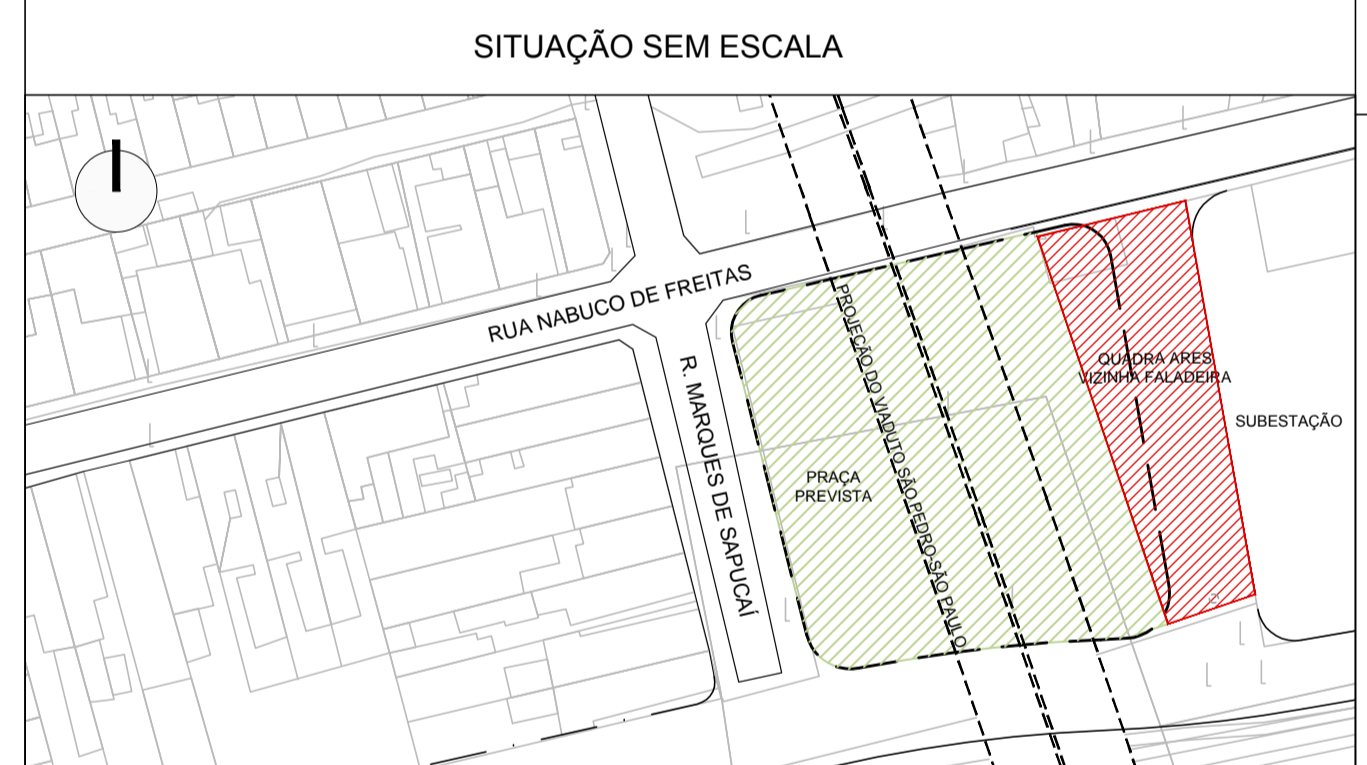 SITUAÇÃO SEM ESCALA
RUA NABUCO DE FREITAS
R. MARQUES DE SAPUCAÍ
PROJEÇÃO DO VIADUTO SÃO PEDRO-SÃO PAULO
PRAÇA
PREVISTA
QUADRA ARES
VIZINHA FALADEIRA
SUBESTAÇÃO